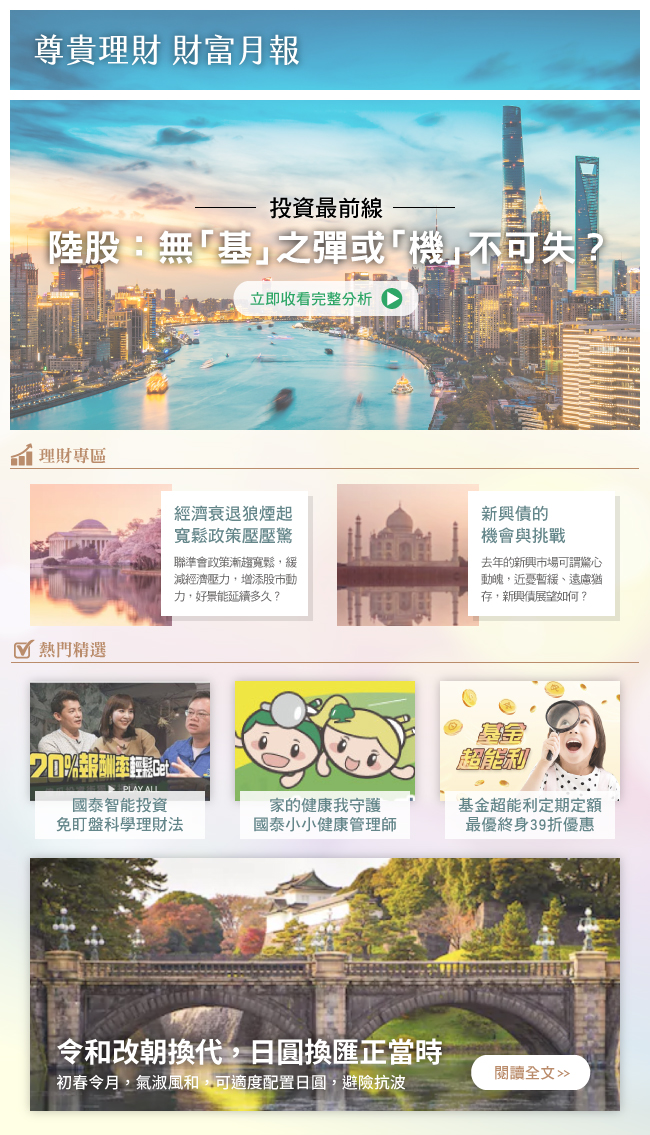 尊貴理財 財富月報
投資最前線
陸股：無「基」之彈或「機」不可失？
立即收看完整分析
理財專區
經濟衰退狼煙起
寬鬆政策壓壓驚
聯準會政策漸趨寬鬆，緩
減經濟壓力，增添股市動
力，好景能延續多久？
新興債的
機會與挑戰
去年的新興市場可謂驚心
動魄，近憂暫緩、遠慮猶
存，新興債展望如何？
熱門精選
20%報酬率輕鬆Get
PLAY ALL
國泰智能投資
免盯盤科學理財法
家的健康我守護
國泰小小健康管理師
基金
超能利
基金超能利定期定額
最優終身39折優惠
令和改朝換代，日圓換匯正當時
初春令月，氣淑風和，可適度配置日圓，避險抗波
閱讀全文>>